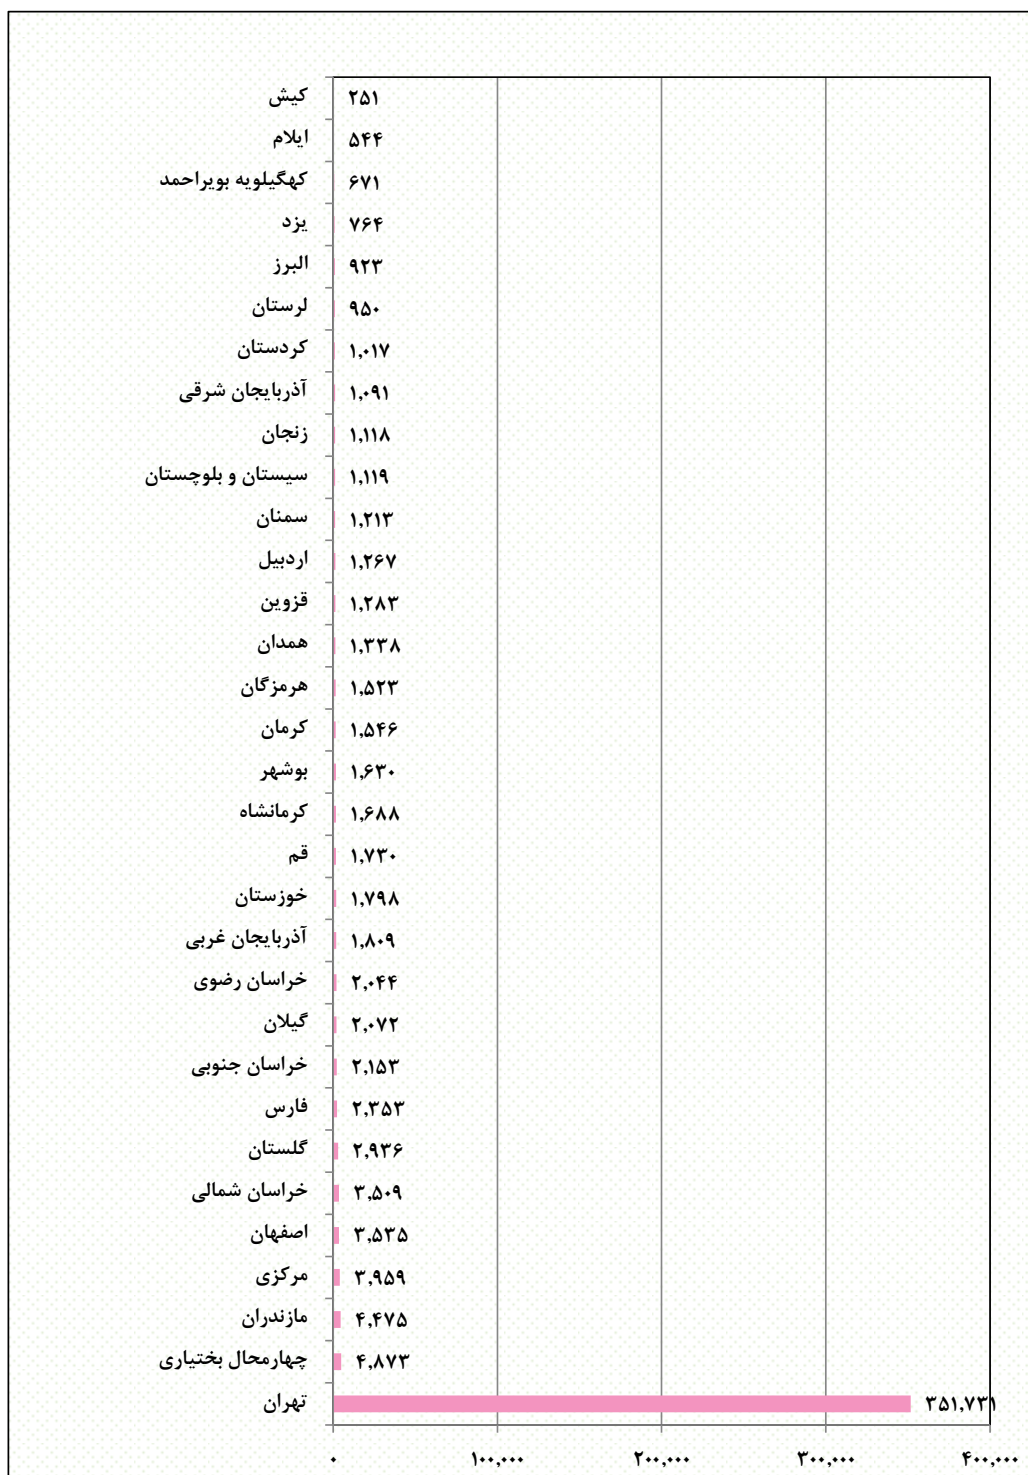 کیش ۲۵۱
ایلام ۵۴۴
کهگیلویه بویراحمد ۶۷۱
یزد ۷۶۴
البرز ۹۲۳
لرستان ۹۵۰
کردستان ۱,۰۱۷
آذربایجان شرقی ۱,۰۹۱
زنجان ۱,۱۱۸
سیستان و بلوچستان ۱,۱۱۹
سمنان ۱,۲۱۳
اردبیل ۱,۲۶۷
قزوین ۱,۲۸۳
همدان ۱,۳۳۸
هرمزگان ۱,۵۲۳
کرمان ۱,۵۴۶
بوشهر ۱,۶۳۰
کرمانشاه ۱,۶۸۸
قم ۱,۷۳۰
خوزستان ۱,۷۹۸
آذربایجان غربی ۱,۸۰۹
خراسان رضوی ۲,۰۴۴
گیلان ۲,۰۷۲
خراسان جنوبی ۲,۱۵۳
فارس ۲,۳۵۳
گلستان ۲,۹۳۶
خراسان شمالی ۳,۵۰۹
اصفهان ۳,۵۳۵
مرکزی ۳,۹۵۹
مازندران ۴,۴۷۵
چهارمحال بختیاری ۴,۸۷۳
تهران ۳۵۱,۷۳۱
۰ ۱۰۰,۰۰۰ ۲۰۰,۰۰۰ ۳۰۰,۰۰۰ ۴۰۰,۰۰۰